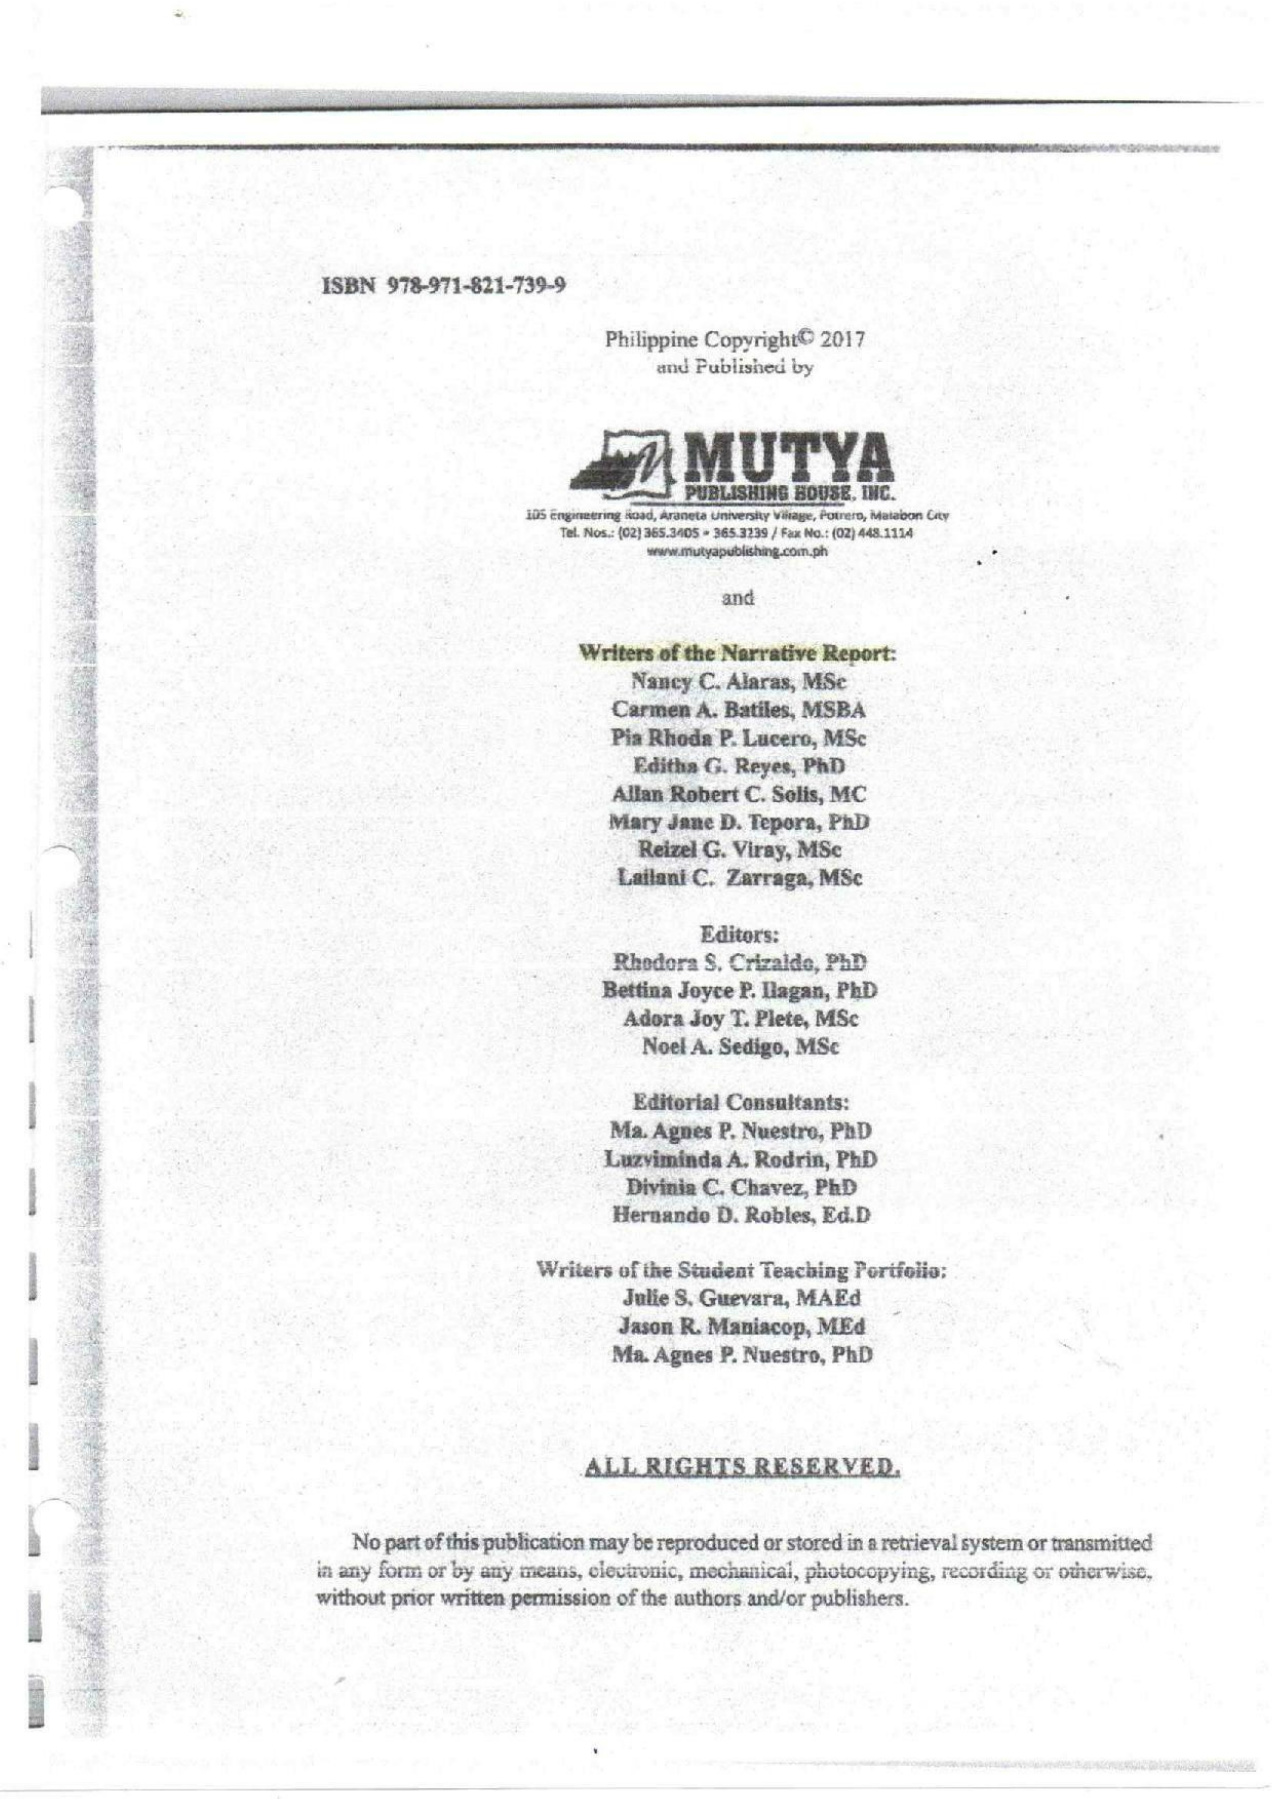 ISBN 978-971-821-739-9
Philippine Copyright© 2017
and Published by
MUTYA
PUBLISHING HOUSE, INC.
105 Engineering Road, Araneta University Village, Potrero, Malabon City
Tel. Nos.: (02) 365.3405 • 365.3239 / Fax No.: (02) 448.1114
www.mutyapublishing.com.ph
and
Writers of the Narrative Report:
Nancy C. Alaras, MSc
Carmen A. Batiles, MSBA
Pia Rhoda P. Lucero, MSc
Editha G. Reyes, PhD
Allan Robert C. Solis, MC
Mary Jane D. Tepora, PhD
Reizel G. Viray, MSc
Lailani C. Zarraga, MSc
Editors:
Rhodora S. Crizaldo, PhD
Bettina Joyce P. Ilagan, PhD
Adora Joy T. Plete, MSc
Noel A. Sedigo, MSc
Editorial Consultants:
Ma. Agnes P. Nuestro, PhD
Luzviminda A. Rodrin, PhD
Divinia C. Chavez, PhD
Hernando D. Robles, Ed.D
Writers of the Student Teaching Portfolio:
Julie S. Guevara, MAEd
Jason R. Maniacop, MEd
Ma. Agnes P. Nuestro, PhD
ALL RIGHTS RESERVED.
No part of this publication may be reproduced or stored in a retrieval system or transmitted
in any form or by any means, electronic, mechanical, photocopying, recording or otherwise,
without prior written permission of the authors and/or publishers.